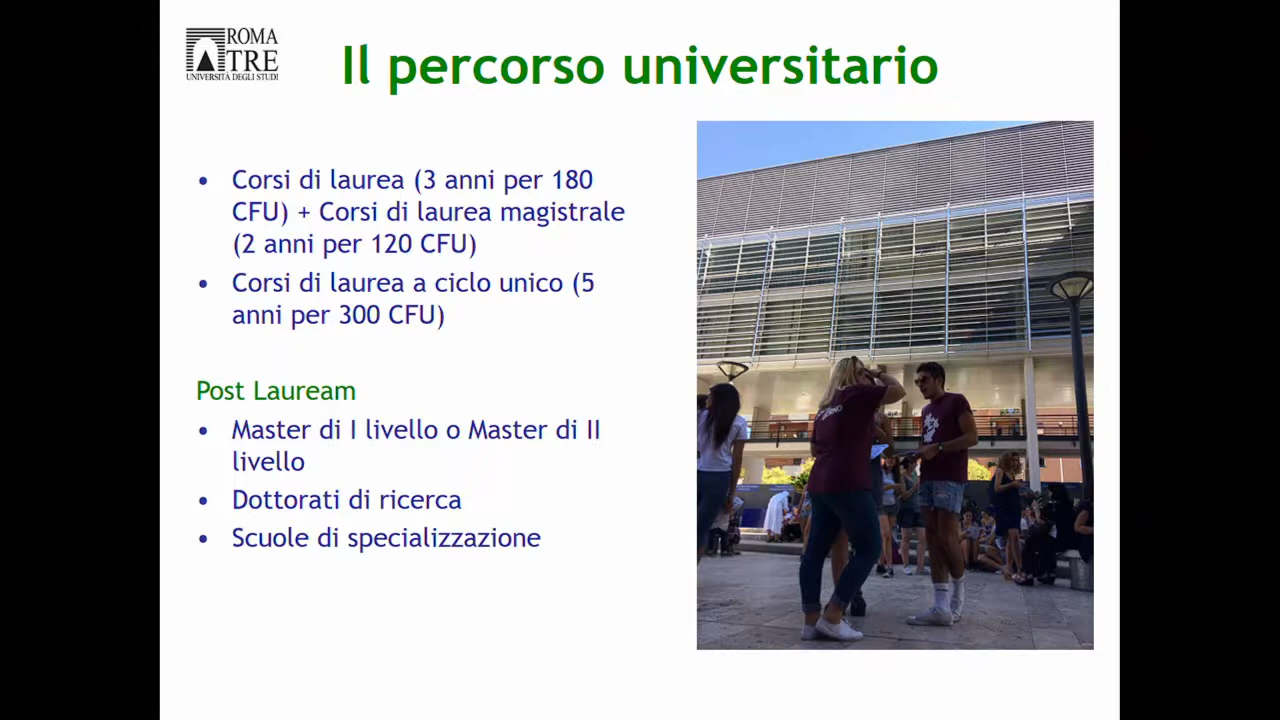 ROMA
TRE
UNIVERSITÀ DEGLI STUDI
Il percorso universitario
• Corsi di laurea (3 anni per 180
CFU) + Corsi di laurea magistrale
(2 anni per 120 CFU)
• Corsi di laurea a ciclo unico (5
anni per 300 CFU)
Post Lauream
• Master di I livello o Master di II
livello
• Dottorati di ricerca
• Scuole di specializzazione